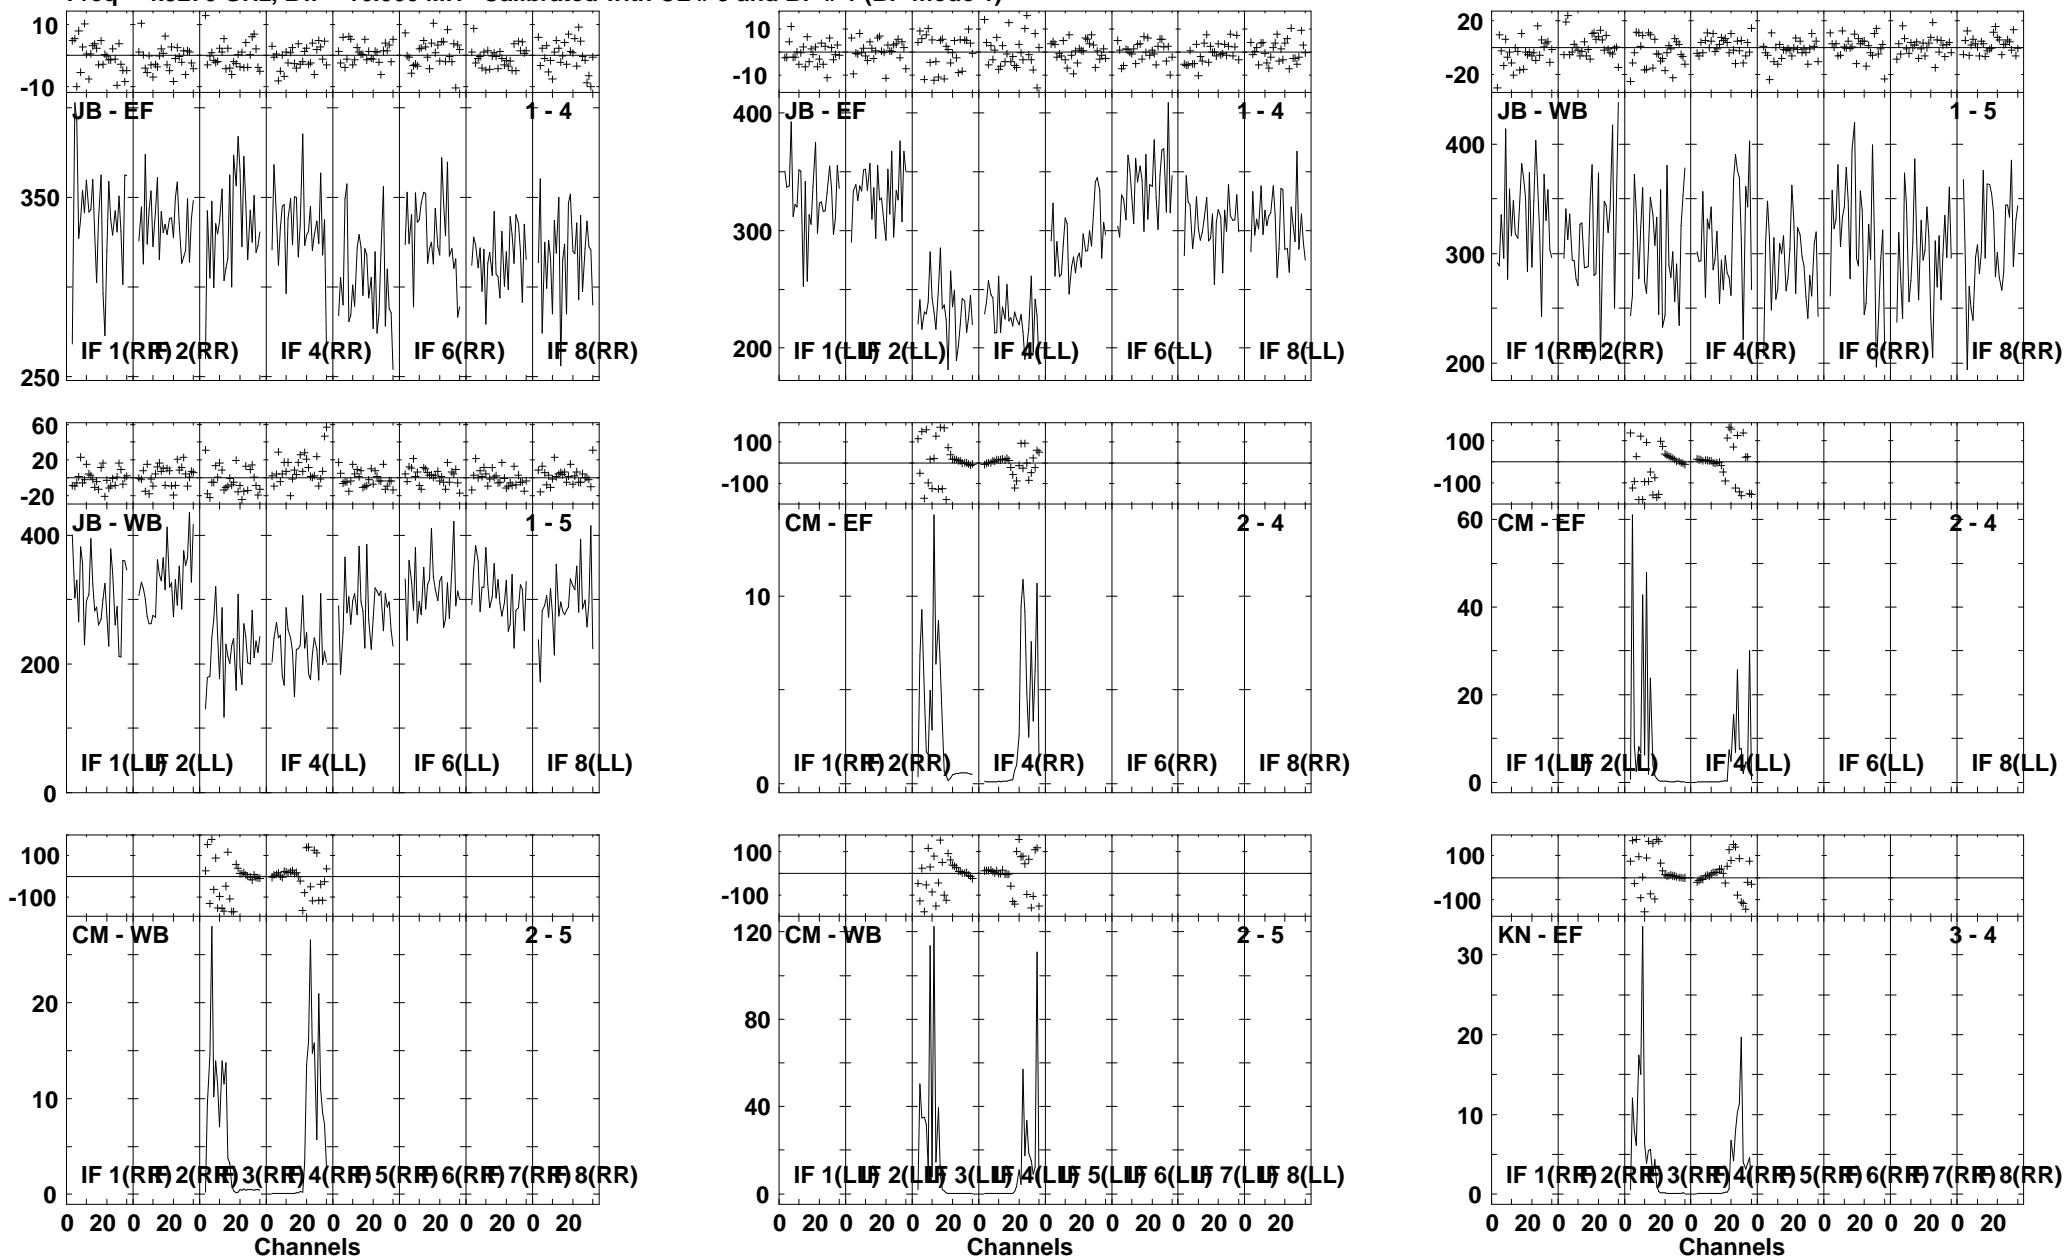 Freq GHz, Calibrated with and
10
0
-10
JB - EF 1 - 4
350
250
IF 1(RR) IF 2(RR) IF 4(RR) IF 6(RR) IF 8(RR)
10
0
-10
JB - EF 1 - 4
400
300
200
IF 1(LL) IF 2(LL) IF 4(LL) IF 6(LL) IF 8(LL)
20
0
-20
JB - WB 1 - 5
400
300
200
IF 1(RR) IF 2(RR) IF 4(RR) IF 6(RR) IF 8(RR)
60
20
-20
JB - WB 1 - 5
400
200
0
IF 1(LL) IF 2(LL) IF 4(LL) IF 6(LL) IF 8(LL)
100
-100
CM - EF 2 - 4
10
0
IF 1(RR) IF 2(RR) IF 4(RR) IF 6(RR) IF 8(RR)
100
-100
CM - EF 2 - 4
60
40
20
0
IF 1(LL) IF 2(LL) IF 4(LL) IF 6(LL) IF 8(LL)
100
-100
CM - WB 2 - 5
20
10
0
IF 1(RR) IF 2(RR) IF 3(RR) IF 4(RR) IF 5(RR) IF 6(RR) IF 7(RR) IF 8(RR)
0 20 0 20 0 20 0 20 0 20 0 20 0 20 0 20
Channels
100
-100
CM - WB 2 - 5
120
80
40
0
IF 1(LL) IF 2(LL) IF 3(LL) IF 4(LL) IF 5(LL) IF 6(LL) IF 7(LL) IF 8(LL)
0 20 0 20 0 20 0 20 0 20 0 20 0 20 0 20
Channels
100
-100
KN - EF 3 - 4
30
20
10
0
IF 1(RR) IF 2(RR) IF 3(RR) IF 4(RR) IF 5(RR) IF 6(RR) IF 7(RR) IF 8(RR)
0 20 0 20 0 20 0 20 0 20 0 20 0 20 0 20
Channels